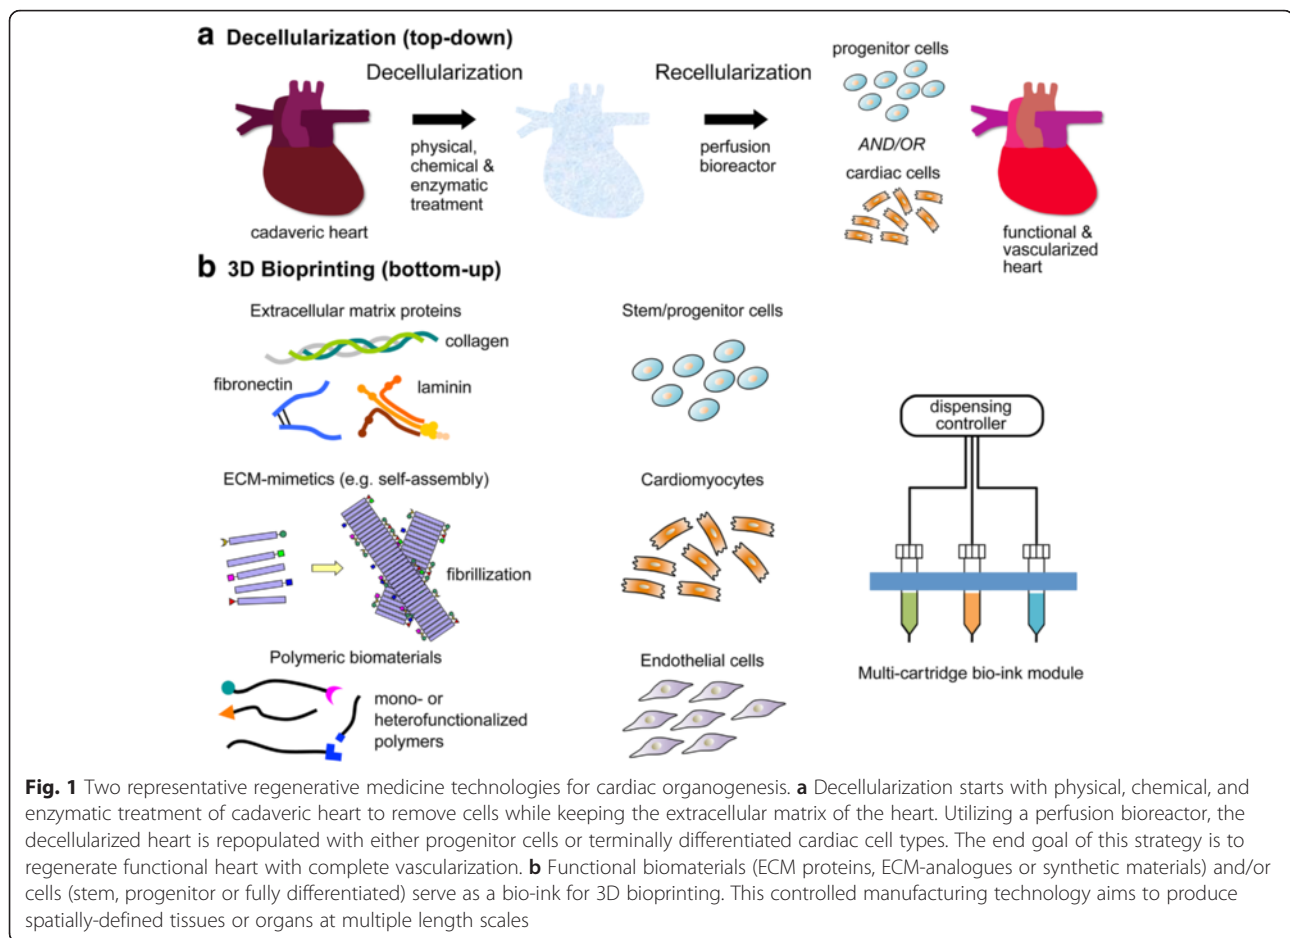 a Decellularization (top-down)
Decellularization
Recellularization
progenitor cells
physical,
chemical &
enzymatic
treatment
perfusion
bioreactor
AND/OR
cardiac cells
cadaveric heart
functional &
vascularized
heart
b 3D Bioprinting (bottom-up)
Extracellular matrix proteins
collagen
fibronectin
laminin
Stem/progenitor cells
dispensing
controller
ECM-mimetics (e.g. self-assembly)
fibrillization
Cardiomyocytes
Polymeric biomaterials
mono- or
heterofunctionalized
polymers
Endothelial cells
Multi-cartridge bio-ink module
Fig. 1 Two representative regenerative medicine technologies for cardiac organogenesis. a Decellularization starts with physical, chemical, and
enzymatic treatment of cadaveric heart to remove cells while keeping the extracellular matrix of the heart. Utilizing a perfusion bioreactor, the
decellularized heart is repopulated with either progenitor cells or terminally differentiated cardiac cell types. The end goal of this strategy is to
regenerate functional heart with complete vascularization. b Functional biomaterials (ECM proteins, ECM-analogues or synthetic materials) and/or
cells (stem, progenitor or fully differentiated) serve as a bio-ink for 3D bioprinting. This controlled manufacturing technology aims to produce
spatially-defined tissues or organs at multiple length scales